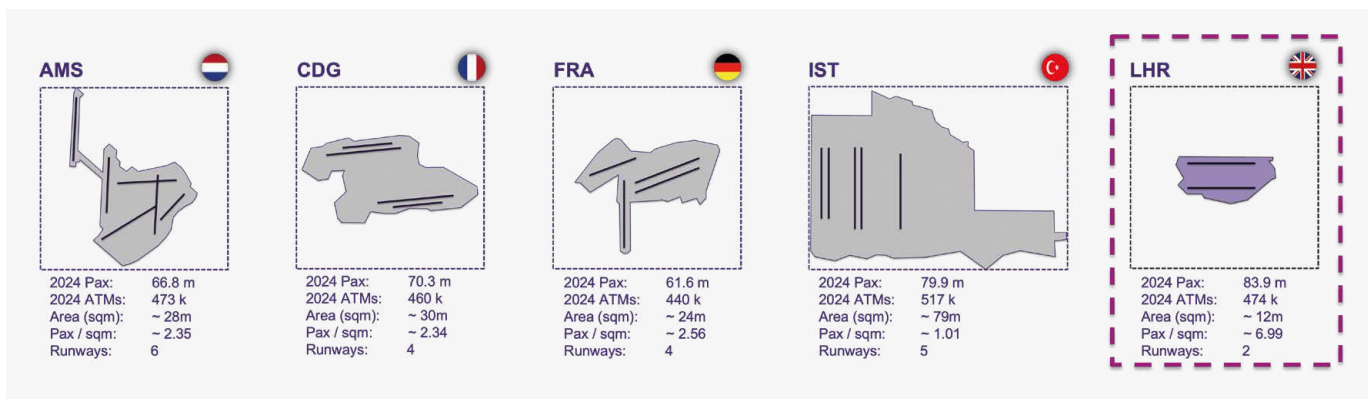 AMS
2024 Pax: 66.8 m
2024 ATMs: 473 k
Area (sqm): ~ 28m
Pax / sqm: ~ 2.35
Runways: 6
CDG
2024 Pax: 70.3 m
2024 ATMs: 460 k
Area (sqm): ~ 30m
Pax / sqm: ~ 2.34
Runways: 4
FRA
2024 Pax: 61.6 m
2024 ATMs: 440 k
Area (sqm): ~ 24m
Pax / sqm: ~ 2.56
Runways: 4
IST
2024 Pax: 79.9 m
2024 ATMs: 517 k
Area (sqm): ~ 79m
Pax / sqm: ~ 1.01
Runways: 5
LHR
2024 Pax: 83.9 m
2024 ATMs: 474 k
Area (sqm): ~ 12m
Pax / sqm: ~ 6.99
Runways: 2